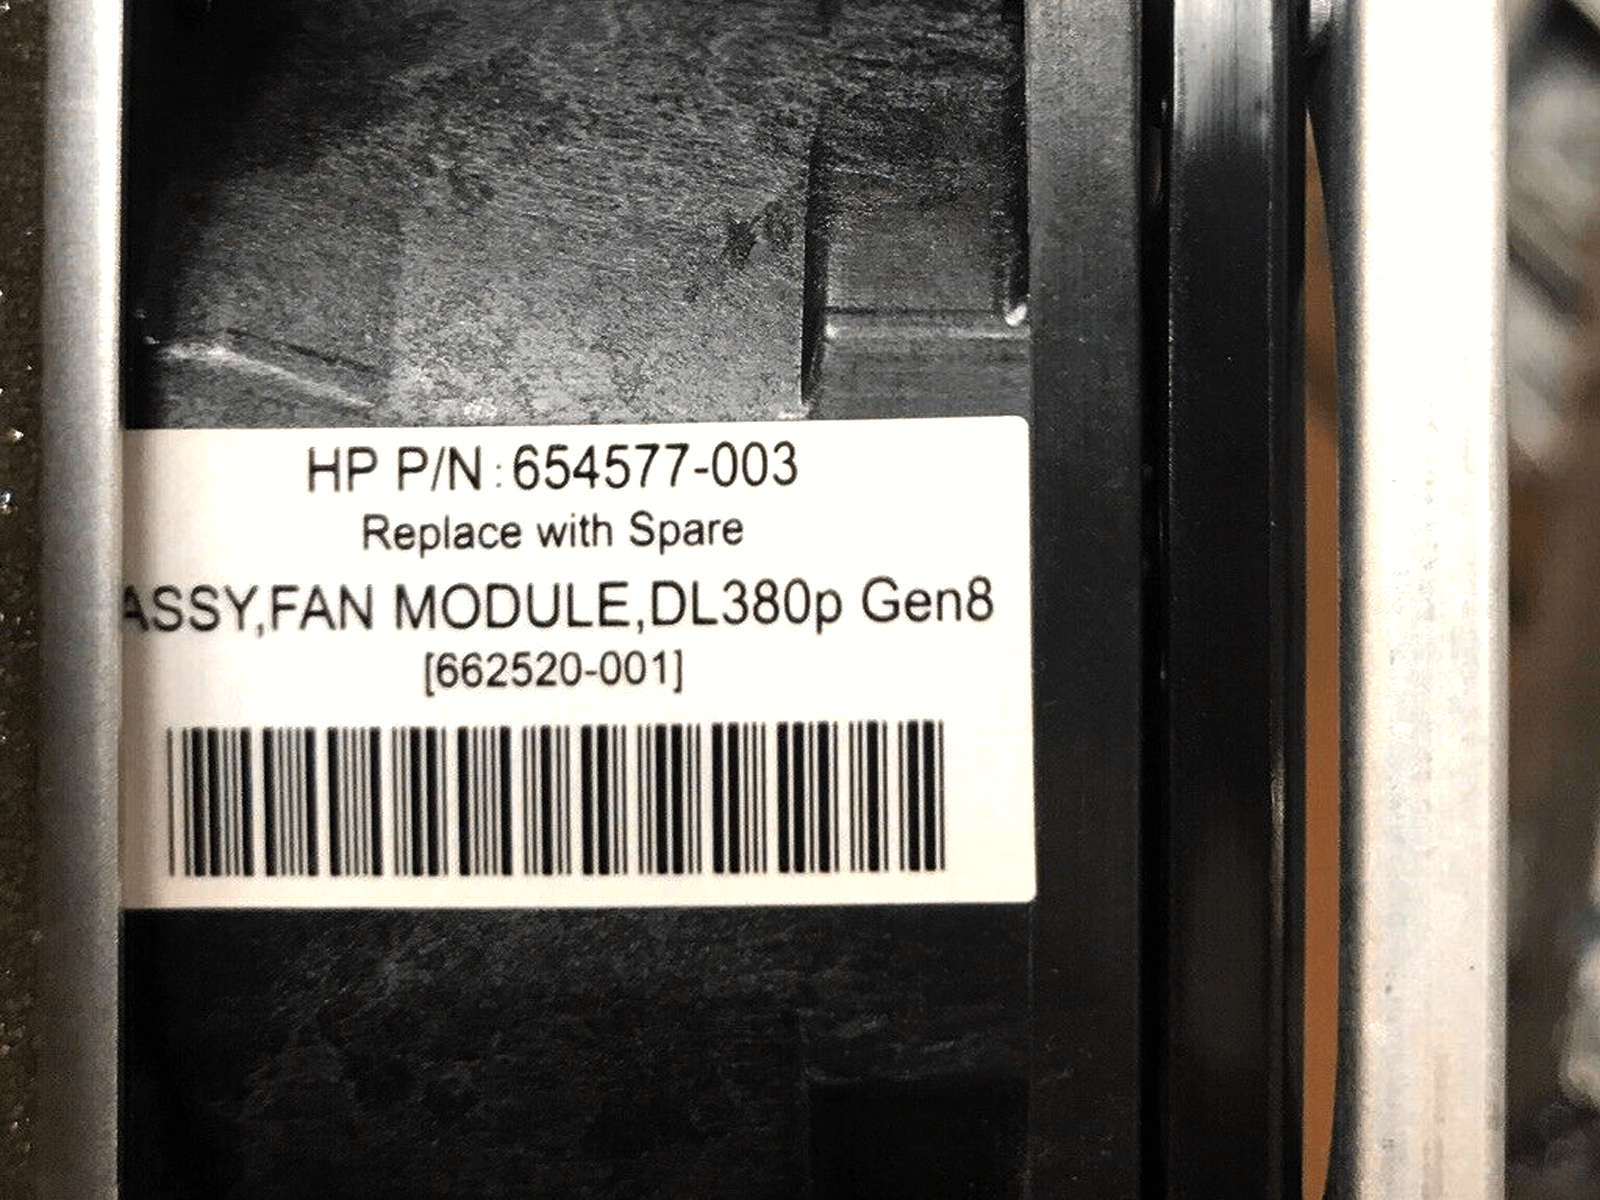 HP P/N:654577-003
Replace with Spare
ASSY,FAN MODULE,DL380p Gen8
[662520-001]